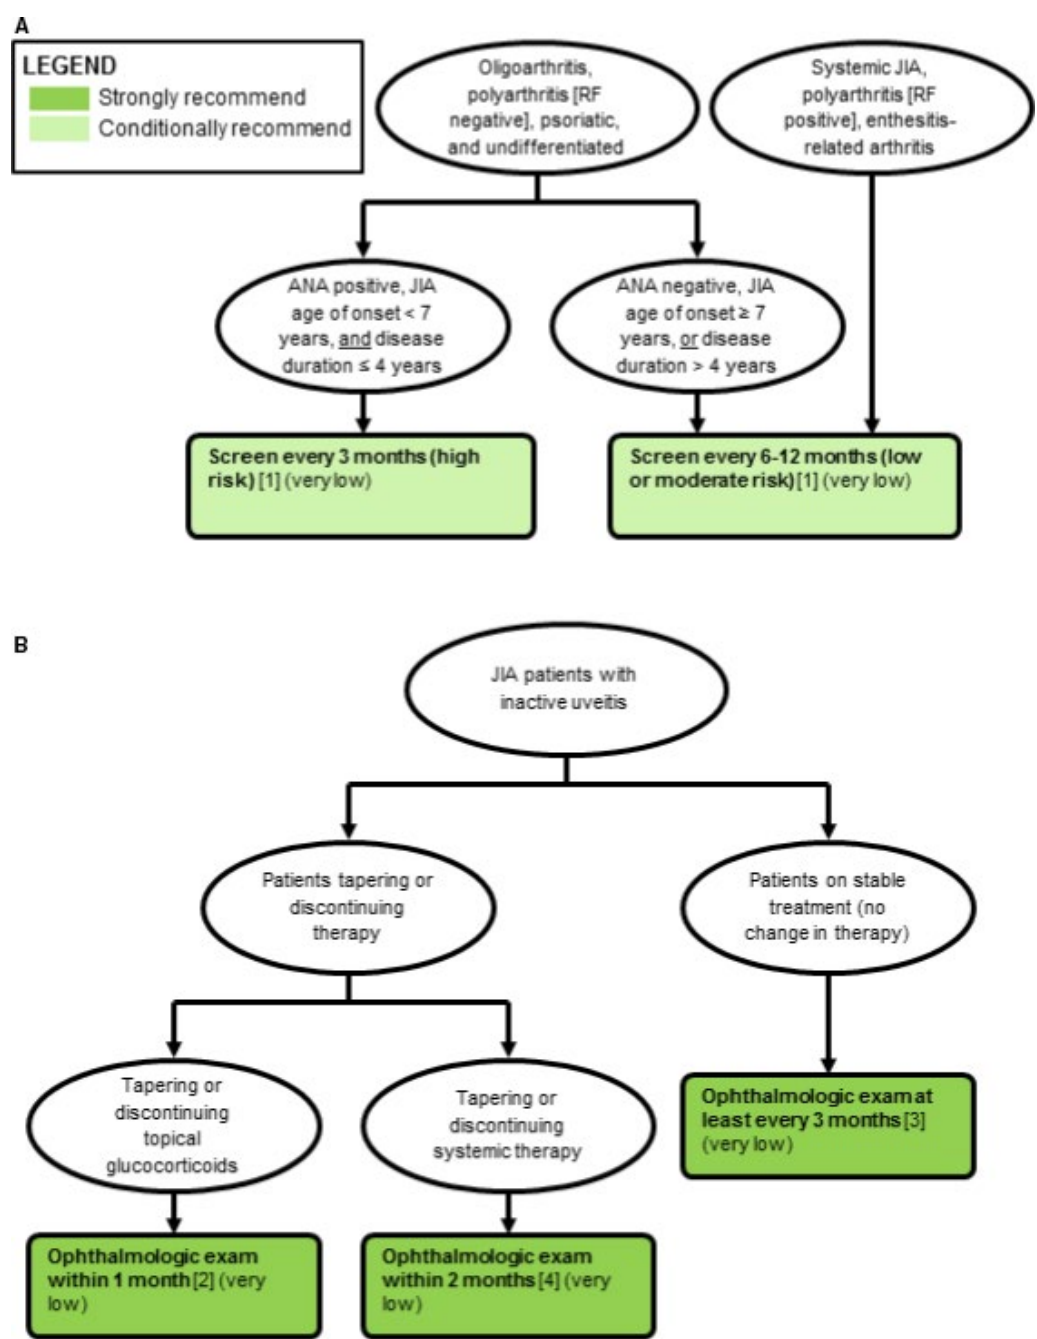 A
LEGEND
Strongly recommend
Conditionally recommend
Oligoarthritis,
polyarthritis [RF
negative], psoriatic,
and undifferentiated
Systemic JIA,
polyarthritis [RF
positive], enthesitis-
related arthritis
ANA positive, JIA
age of onset < 7
years, and disease
duration ≤ 4 years
ANA negative, JIA
age of onset ≥ 7
years, or disease
duration > 4 years
Screen every 3 months (high
risk) [1] (very low)
Screen every 6-12 months (low
or moderate risk) [1] (very low)
B
JIA patients with
inactive uveitis
Patients tapering or
discontinuing
therapy
Patients on stable
treatment (no
change in therapy)
Tapering or
discontinuing
topical
glucocorticoids
Tapering or
discontinuing
systemic therapy
Ophthalmologic exam at
least every 3 months [3]
(very low)
Ophthalmologic exam
within 1 month [2] (very
low)
Ophthalmologic exam
within 2 months [4] (very
low)